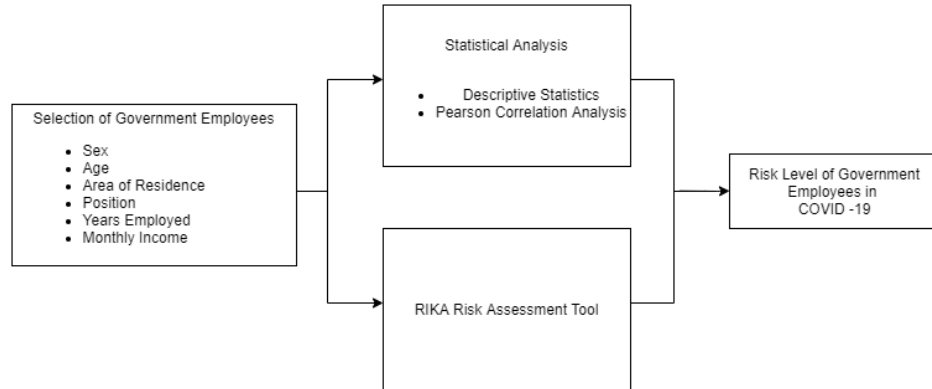 Statistical Analysis
• Descriptive Statistics
• Pearson Correlation Analysis
Selection of Government Employees
• Sex
• Age
• Area of Residence
• Position
• Years Employed
• Monthly Income
Risk Level of Government
Employees in
COVID -19
RIKA Risk Assessment Tool